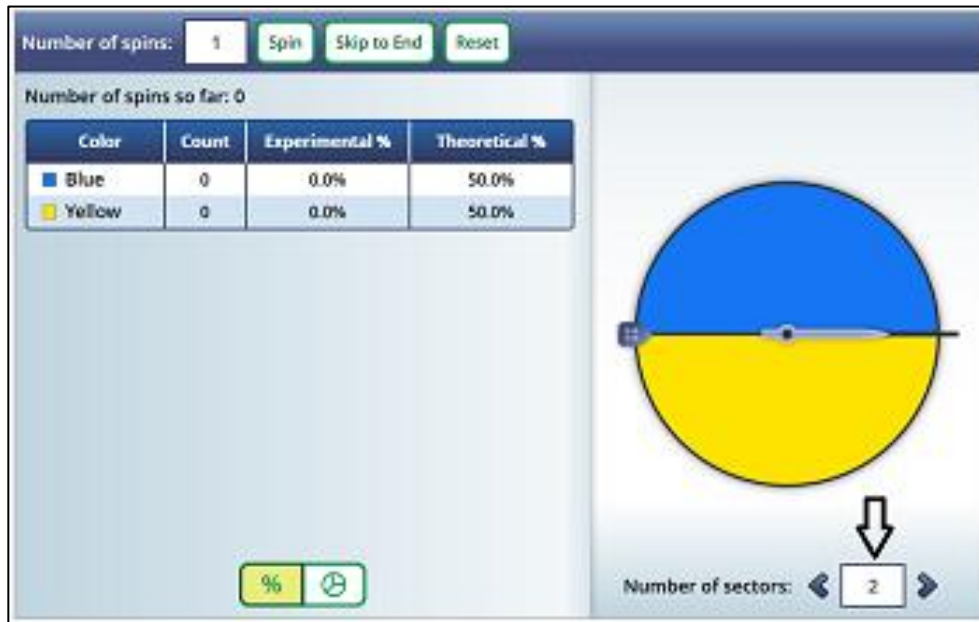 Number of spins: 1 Spin Skip to End Reset
Number of spins so far: 0
Color Count Experimental % Theoretical %
Blue 0 0.0% 50.0%
Yellow 0 0.0% 50.0%
%
Number of sectors: 2